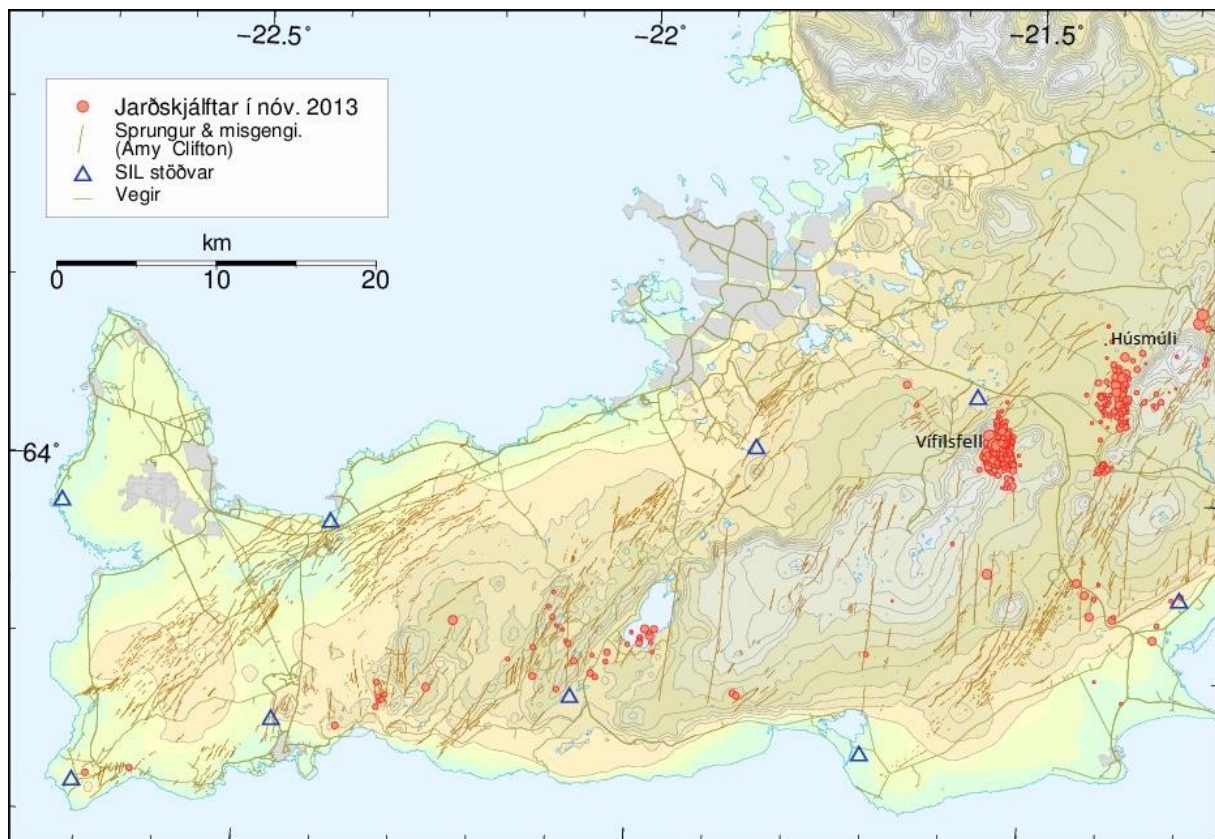 −22.5°
−22°
−21.5°
Jarðskjálftar í nóv. 2013
Sprungur & misgengi.
(Amy Clifton)
SIL stöðvar
Vegir
km
0 10 20
Húsmúli
Vífilsfell
64°